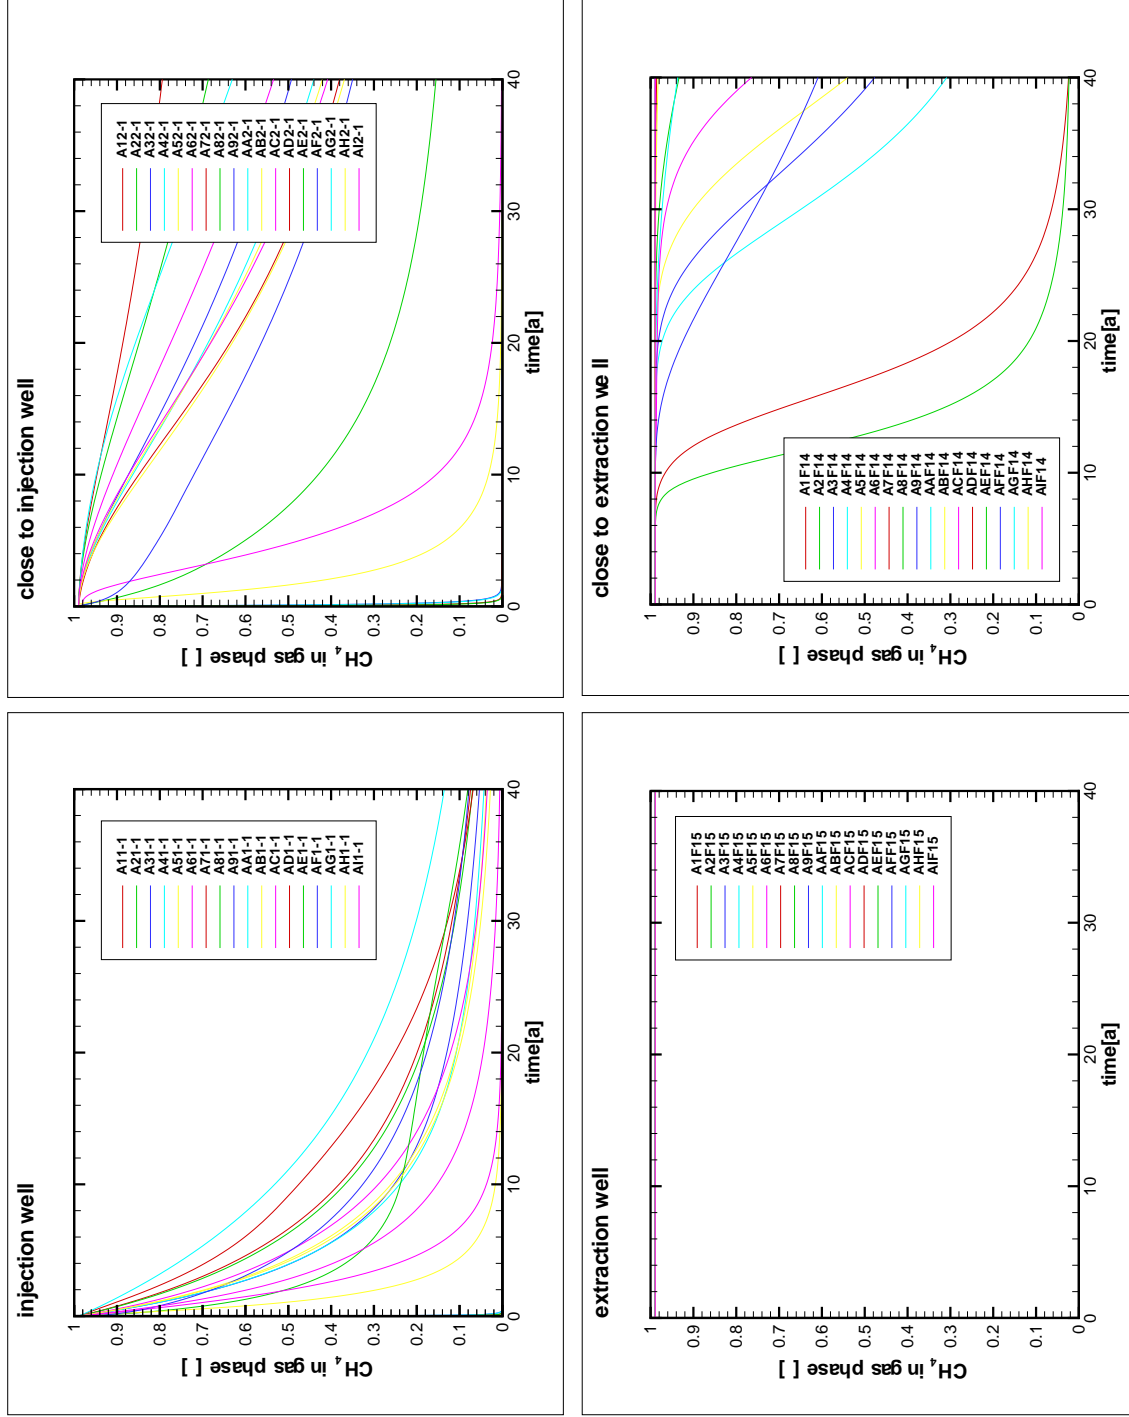 injection well
CH₄ in gas phase [ ]
1
0.9
0.8
0.7
0.6
0.5
0.4
0.3
0.2
0.1
0
0 10 20 30 40
time[a]
A11-1
A21-1
A31-1
A41-1
A51-1
A61-1
A71-1
A81-1
A91-1
AA1-1
AB1-1
AC1-1
AD1-1
AE1-1
AF1-1
AG1-1
AH1-1
AI1-1
close to injection well
CH₄ in gas phase [ ]
1
0.9
0.8
0.7
0.6
0.5
0.4
0.3
0.2
0.1
0
0 10 20 30 40
time[a]
A12-1
A22-1
A32-1
A42-1
A52-1
A62-1
A72-1
A82-1
A92-1
AA2-1
AB2-1
AC2-1
AD2-1
AE2-1
AF2-1
AG2-1
AH2-1
AI2-1
extraction well
CH₄ in gas phase [ ]
1
0.9
0.8
0.7
0.6
0.5
0.4
0.3
0.2
0.1
0
0 10 20 30 40
time[a]
A1F15
A2F15
A3F15
A4F15
A5F15
A6F15
A7F15
A8F15
A9F15
AAF15
ABF15
ACF15
ADF15
AEF15
AFF15
AGF15
AHF15
AIF15
close to extraction we ll
CH₄ in gas phase [ ]
1
0.9
0.8
0.7
0.6
0.5
0.4
0.3
0.2
0.1
0
0 10 20 30 40
time[a]
A1F14
A2F14
A3F14
A4F14
A5F14
A6F14
A7F14
A8F14
A9F14
AAF14
ABF14
ACF14
ADF14
AEF14
AFF14
AGF14
AHF14
AIF14